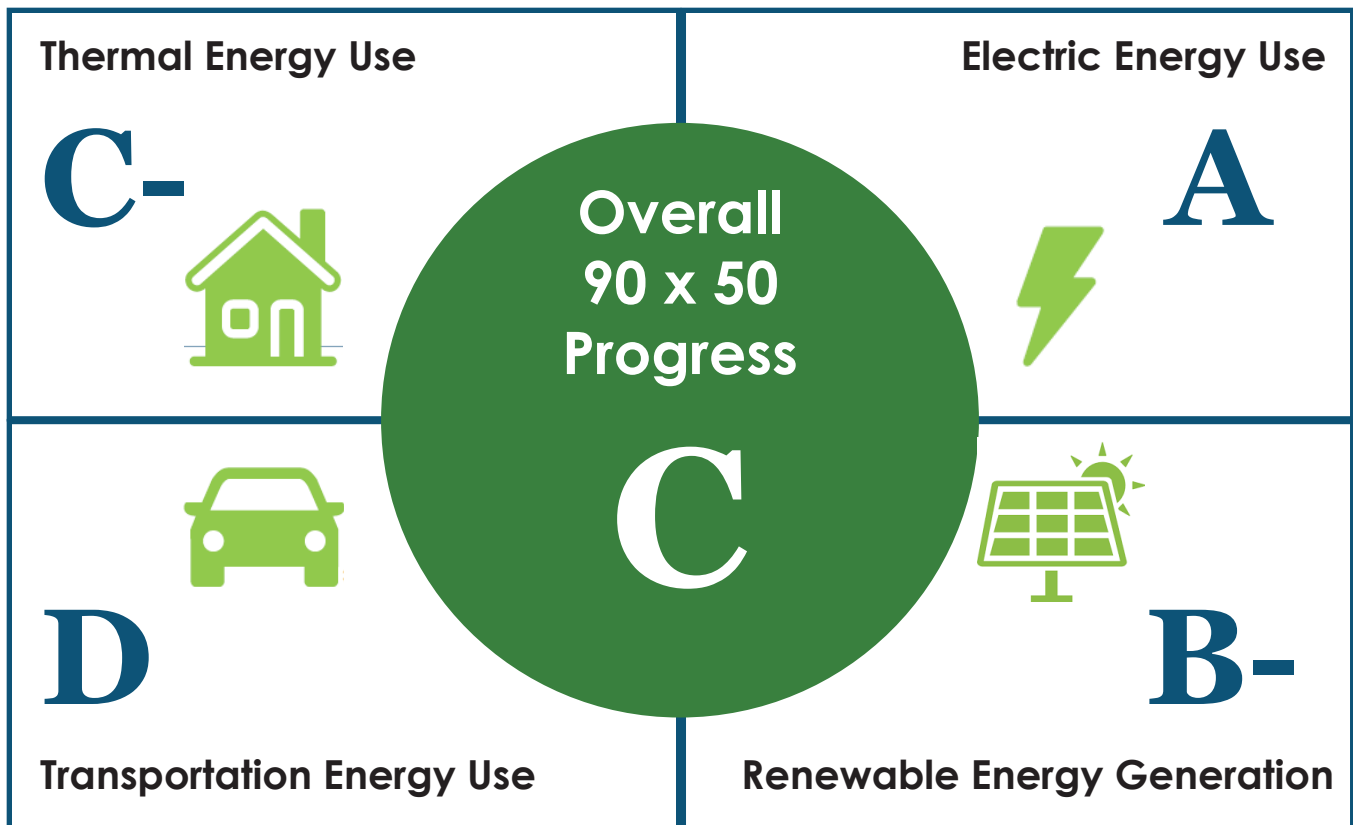 Thermal Energy Use
C-
Electric Energy Use
A
Overall
90 x 50
Progress
C
D
Transportation Energy Use
B-
Renewable Energy Generation